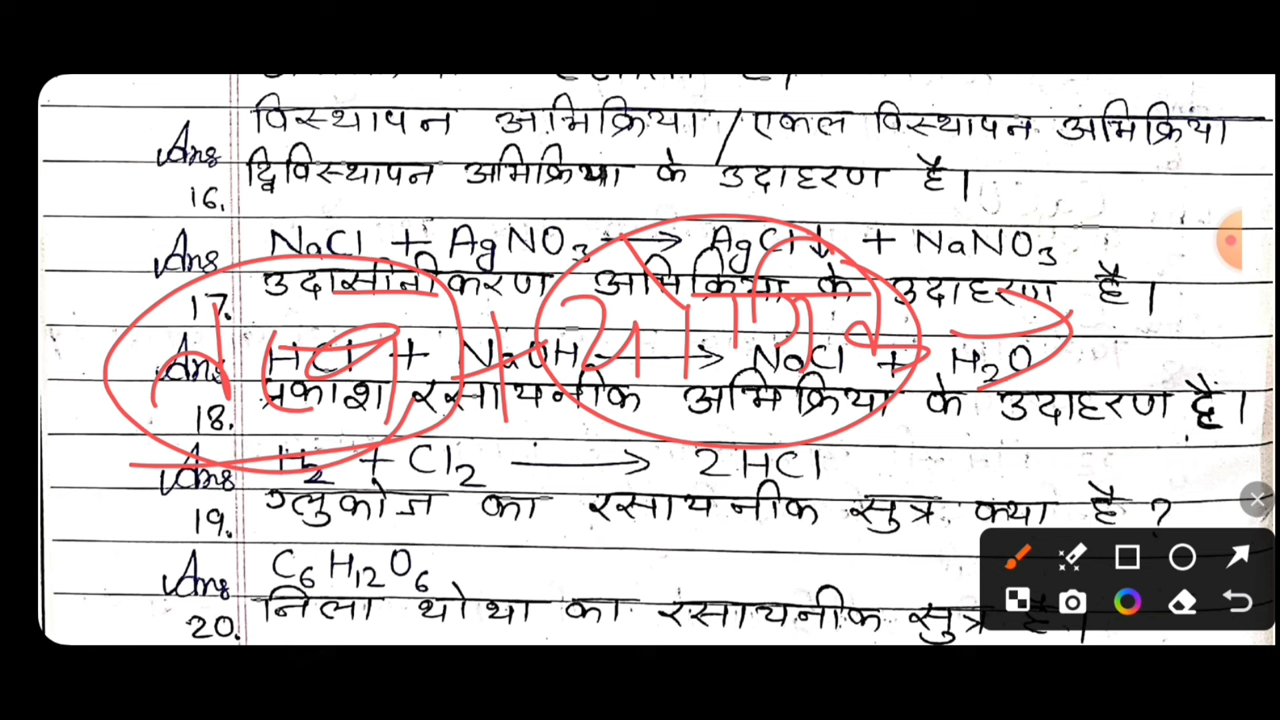 विस्थापन अभिक्रिया / एकल विस्थापन अभिक्रिया
Ans
16. द्विविस्थापन अभिक्रिया के उदाहरण है।
Ans NaCl + AgNO₃ → AgCl↓ + NaNO₃
17. उदासीनीकरण अभिक्रिया के उदाहरण है।
Ans HCl + NaOH → NaCl + H₂O
18. प्रकाश रसायनीक अभिक्रिया के उदाहरण है।
Ans H₂ + Cl₂ → 2HCl
19. ग्लुकोज का रसायनीक सुत्र क्या है ?
Ans C₆H₁₂O₆
20. निला थोथा का रसायनीक सुत्र है।